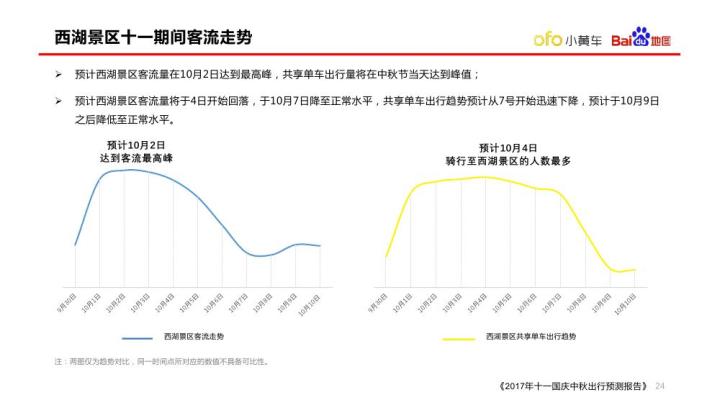 西湖景区十一期间客流走势
ofo 小黄车 Bai du 地图
预计西湖景区客流量在10月2日达到最高峰，共享单车出行量将在中秋节当天达到峰值；
预计西湖景区客流量将于4日开始回落，于10月7日降至正常水平，共享单车出行趋势预计从7号开始迅速下降，预计于10月9日
之后降低至正常水平。
预计10月2日
达到客流最高峰
预计10月4日
骑行至西湖景区的人数最多
9月30日 10月1日 10月2日 10月3日 10月4日 10月5日 10月6日 10月7日 10月8日 10月9日 10月10日
9月30日 10月1日 10月2日 10月3日 10月4日 10月5日 10月6日 10月7日 10月8日 10月9日 10月10日
西湖景区客流走势
西湖景区共享单车出行趋势
注：两图仅为趋势对比，同一时间点所对应的数值不具备可比性。
《2017年十一国庆中秋出行预测报告》 24